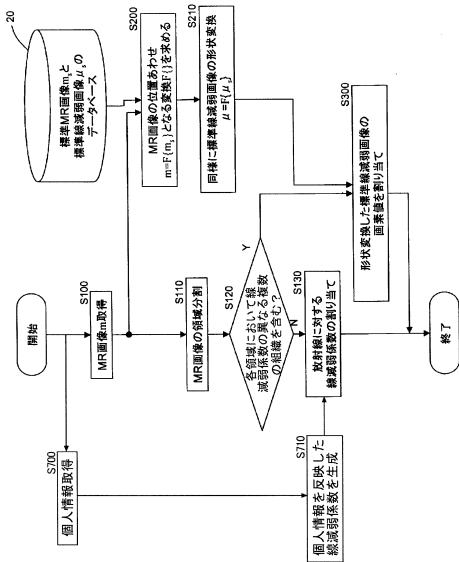 20
標準MR画像msと
標準線減弱画像μsの
データベース
開始
S700
個人情報取得
S100
MR画像m取得
S200
MR画像の位置あわせ
m=F{ms}となる変換F{}を求める
S110
MR画像の領域分割
S210
同様に標準線減弱画像の形状変換
μ=F{μs}
S120
各領域において線
減弱係数の異なる複数
の組織を含む?
Y
N
S710
個人情報を反映した
線減弱係数を生成
S130
放射線に対する
線減弱係数の割り当て
S300
形状変換した標準線減弱画像の
画素値を割り当て
終了